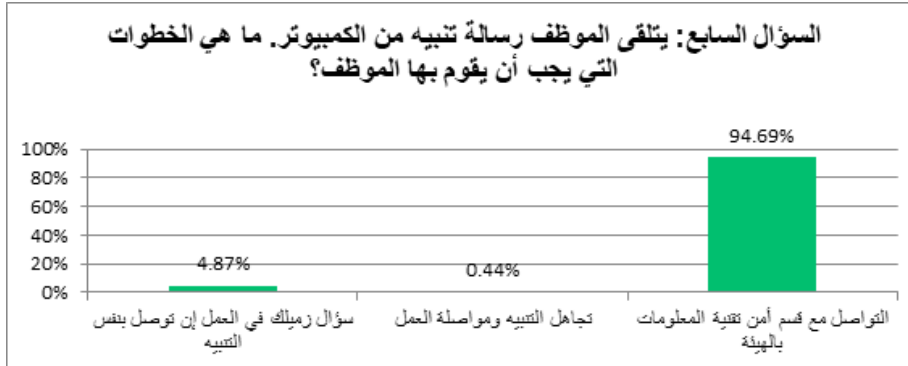 السؤال السابع: يتلقى الموظف رسالة تنبيه من الكمبيوتر. ما هي الخطوات
التي يجب أن يقوم بها الموظف؟
100%
80%
60%
40%
20%
0%
94.69%
0.44%
4.87%
التواصل مع قسم أمن تقنية المعلومات
بالهيئة
تجاهل التنبيه ومواصلة العمل
سؤال زميلك في العمل إن توصل بنفس
التنبيه